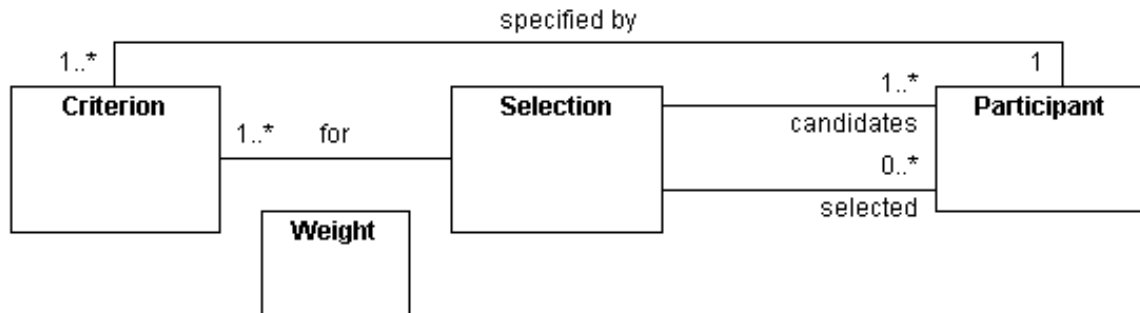 specified by
1..*
1
Criterion
Selection
1..*
Participant
candidates
1..* for
0..*
selected
Weight